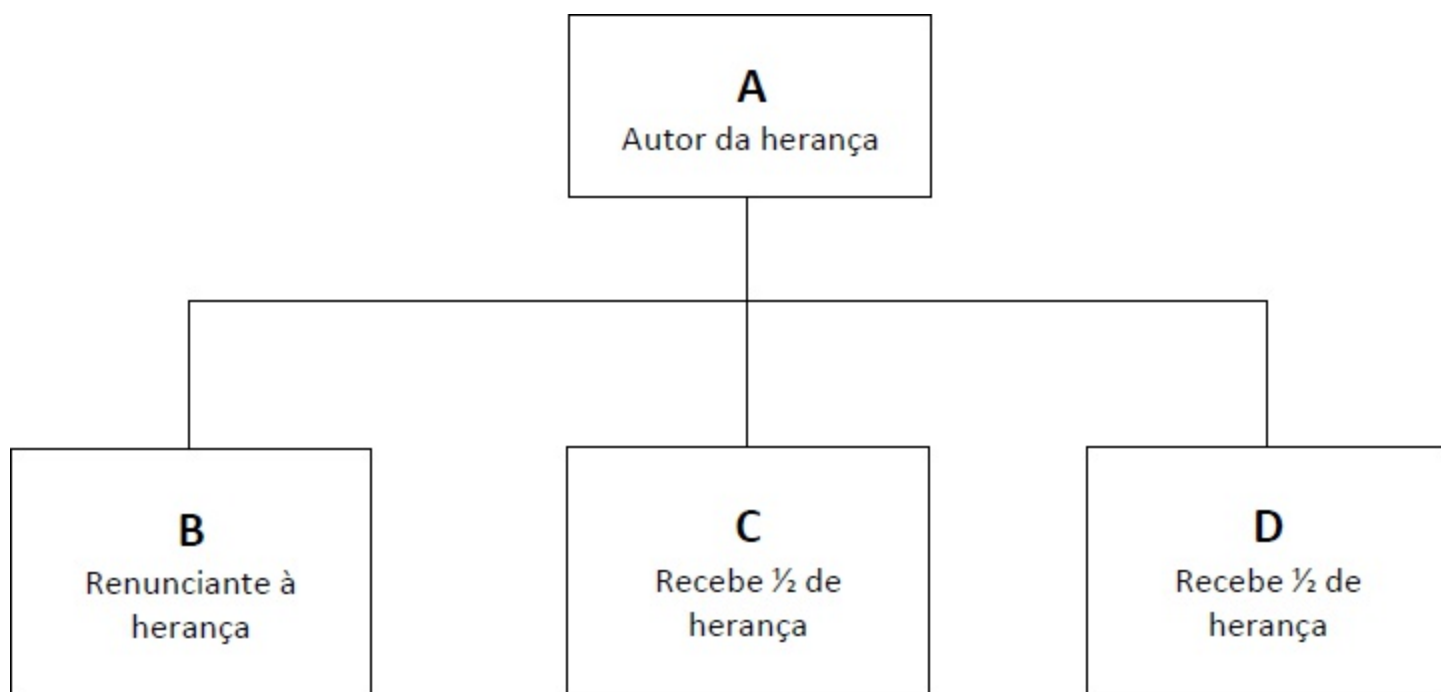 A
Autor da herança
B
Renunciante à
herança
C
Recebe ½ de
herança
D
Recebe ½ de
herança